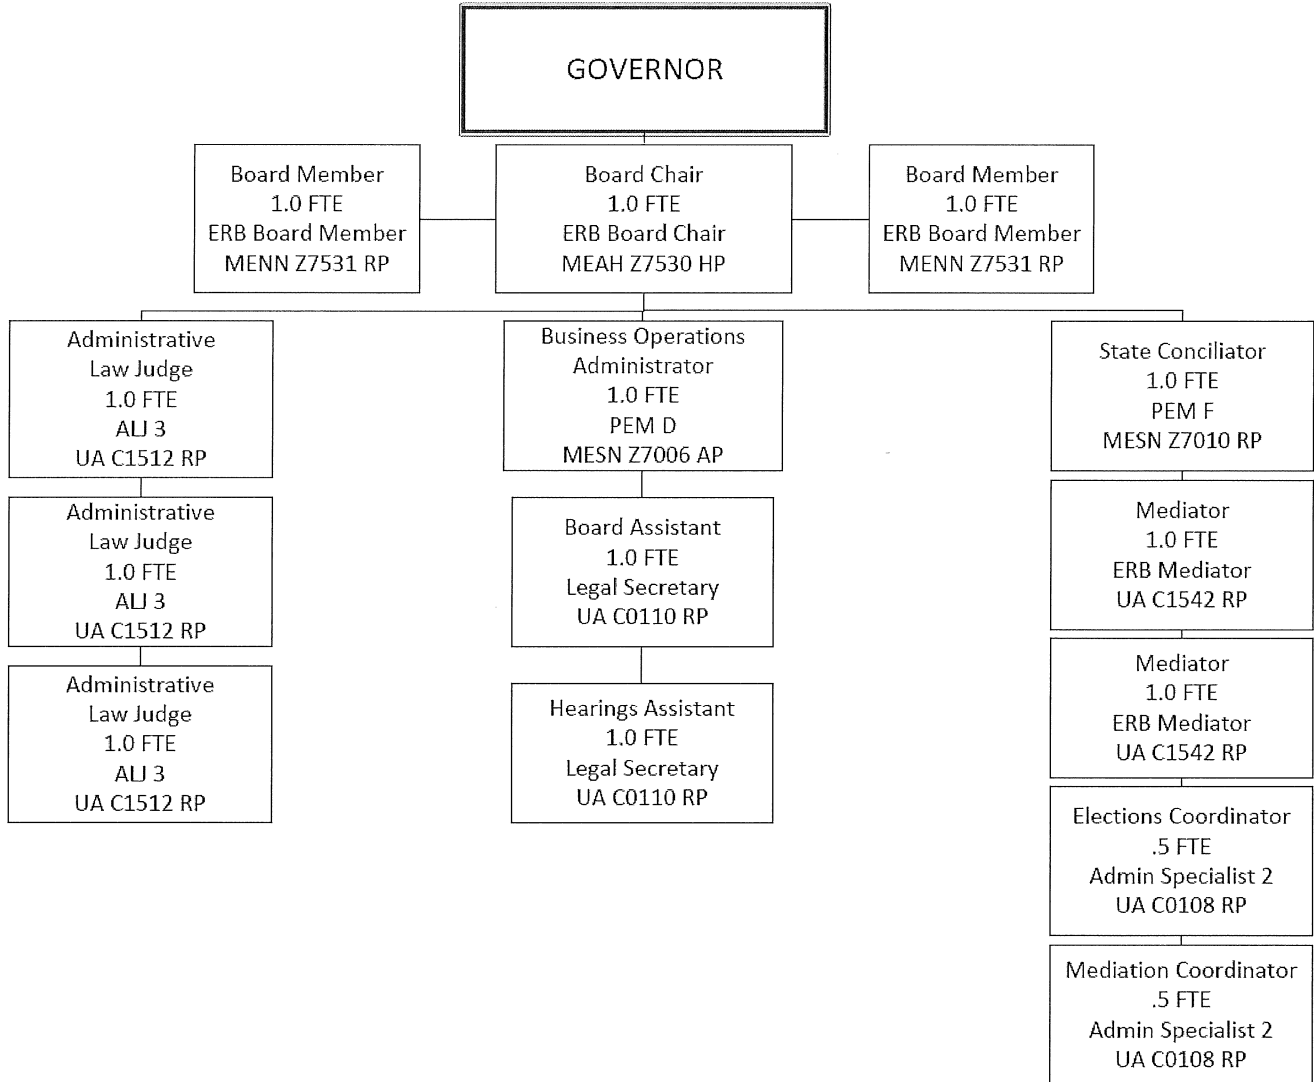 GOVERNOR
Board Member
1.0 FTE
ERB Board Member
MENN Z7531 RP
Board Chair
1.0 FTE
ERB Board Chair
MEAH Z7530 HP
Board Member
1.0 FTE
ERB Board Member
MENN Z7531 RP
Administrative
Law Judge
1.0 FTE
ALJ 3
UA C1512 RP
Business Operations
Administrator
1.0 FTE
PEM D
MESN Z7006 AP
State Conciliator
1.0 FTE
PEM F
MESN Z7010 RP
Administrative
Law Judge
1.0 FTE
ALJ 3
UA C1512 RP
Board Assistant
1.0 FTE
Legal Secretary
UA C0110 RP
Mediator
1.0 FTE
ERB Mediator
UA C1542 RP
Administrative
Law Judge
1.0 FTE
ALJ 3
UA C1512 RP
Hearings Assistant
1.0 FTE
Legal Secretary
UA C0110 RP
Mediator
1.0 FTE
ERB Mediator
UA C1542 RP
Elections Coordinator
.5 FTE
Admin Specialist 2
UA C0108 RP
Mediation Coordinator
.5 FTE
Admin Specialist 2
UA C0108 RP